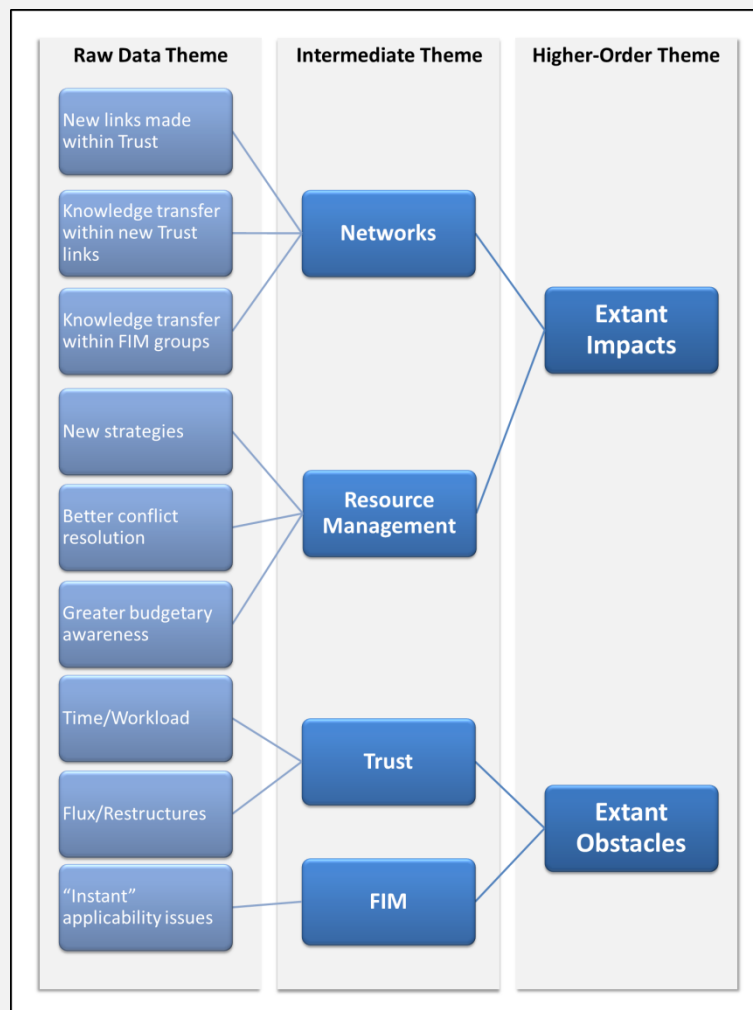 Raw Data Theme
Intermediate Theme
Higher-Order Theme
New links made
within Trust
Knowledge transfer
within new Trust
links
Knowledge transfer
within FIM groups
New strategies
Better conflict
resolution
Greater budgetary
awareness
Time/Workload
Flux/Restructures
“Instant”
applicability issues
Networks
Resource
Management
Trust
FIM
Extant
Impacts
Extant
Obstacles